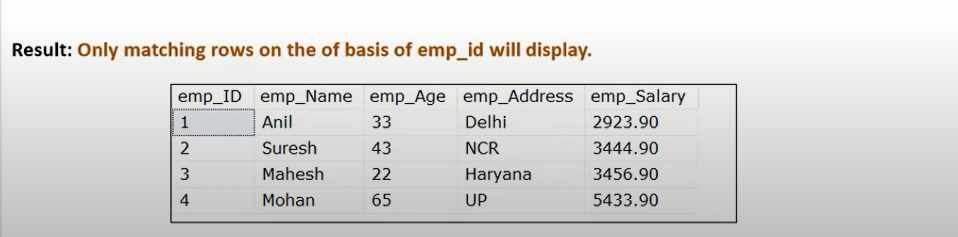 Result: Only matching rows on the of basis of emp_id will display.
emp_ID emp_Name emp_Age emp_Address emp_Salary
1 Anil 33 Delhi 2923.90
2 Suresh 43 NCR 3444.90
3 Mahesh 22 Haryana 3456.90
4 Mohan 65 UP 5433.90